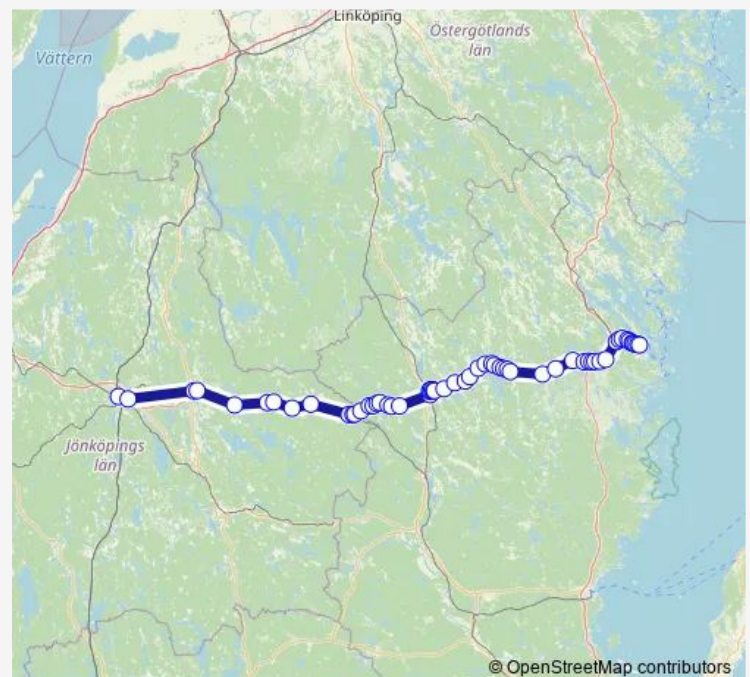 Linköping
Östergötlands
län
Vättern
Jönköpings
län
© OpenStreetMap contributors